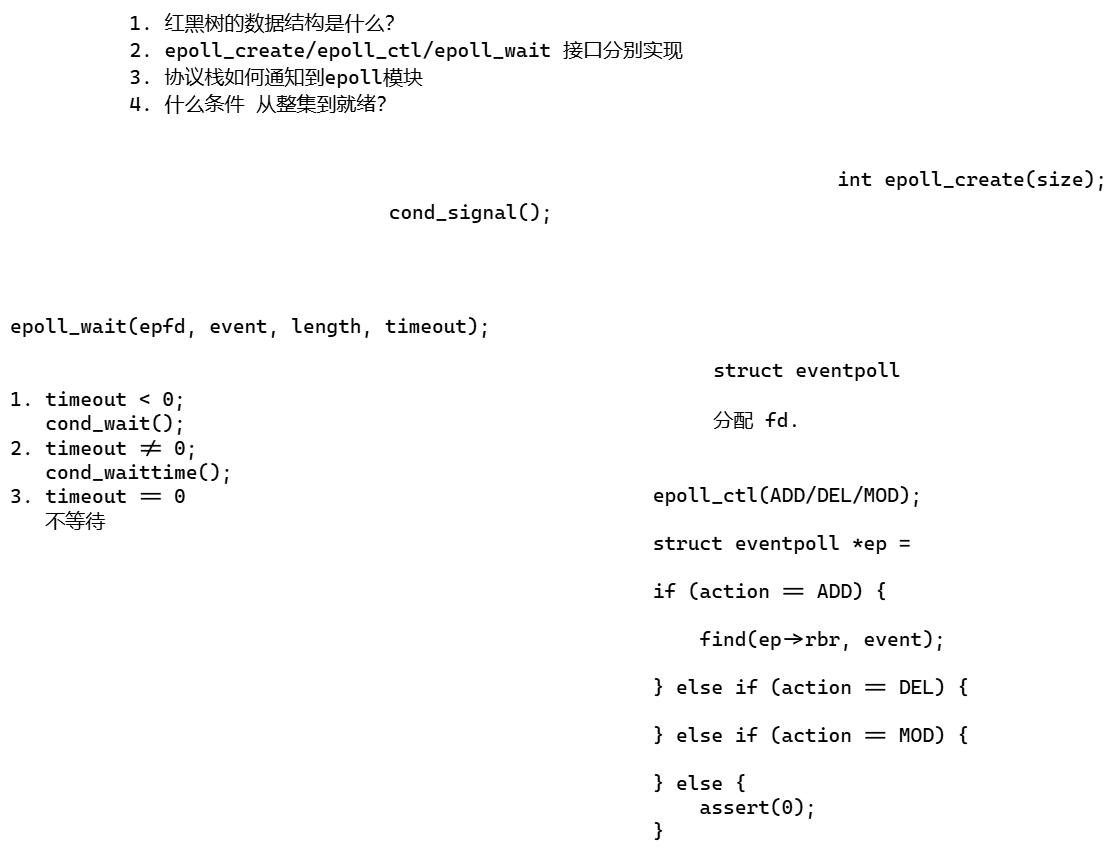 1. 红黑树的数据结构是什么?
2. epoll_create/epoll_ctl/epoll_wait 接口分别实现
3. 协议栈如何通知到epoll模块
4. 什么条件 从整集到就绪?
int epoll_create(size);
cond_signal();
epoll_wait(epfd, event, length, timeout);
1. timeout < 0;
cond_wait();
2. timeout != 0;
cond_waittime();
3. timeout == 0
不等待
struct eventpoll
分配 fd.
epoll_ctl(ADD/DEL/MOD);
struct eventpoll *ep =
if (action == ADD) {
find(ep->rbr, event);
} else if (action == DEL) {
} else if (action == MOD) {
} else {
assert(0);
}